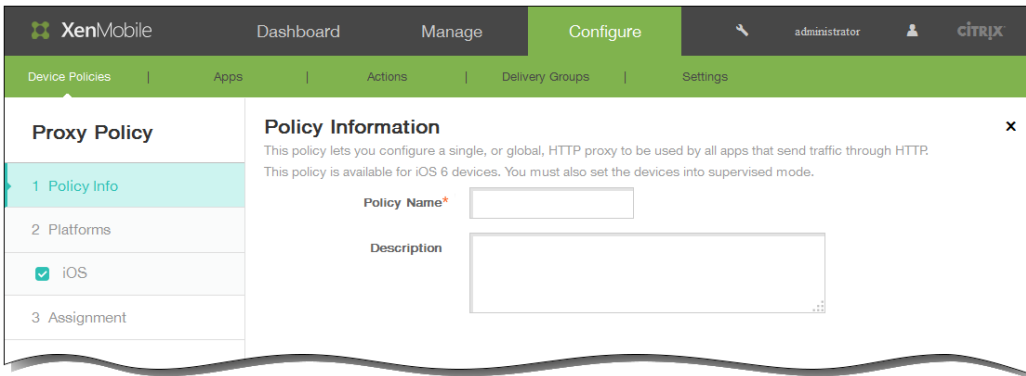 XenMobile Dashboard Manage Configure administrator CITRIX
Device Policies | Apps | Actions | Delivery Groups | Settings
Proxy Policy
1 Policy Info
2 Platforms
iOS
3 Assignment
Policy Information
This policy lets you configure a single, or global, HTTP proxy to be used by all apps that send traffic through HTTP.
This policy is available for iOS 6 devices. You must also set the devices into supervised mode.
Policy Name*
Description